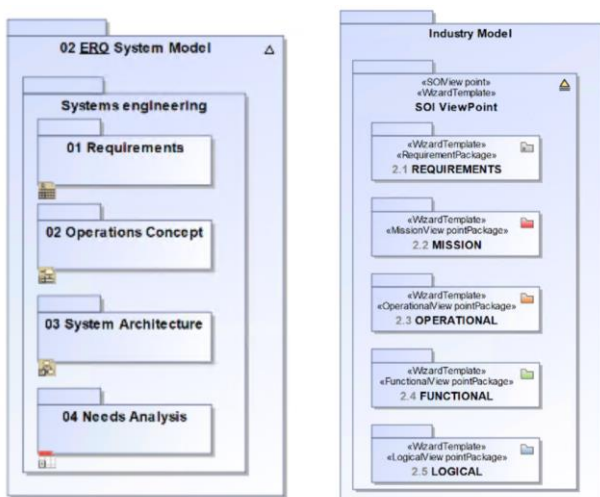 02 ERO System Model
Systems engineering
01 Requirements
02 Operations Concept
03 System Architecture
04 Needs Analysis
Industry Model
«SOIView point»
«WizardTemplate»
SOI ViewPoint
«WizardTemplate»
«RequirementPackage»
2.1 REQUIREMENTS
«WizardTemplate»
«MissionView pointPackage»
2.2 MISSION
«WizardTemplate»
«OperationalView pointPackage»
2.3 OPERATIONAL
«WizardTemplate»
«FunctionalView pointPackage»
2.4 FUNCTIONAL
«WizardTemplate»
«LogicalView pointPackage»
2.5 LOGICAL